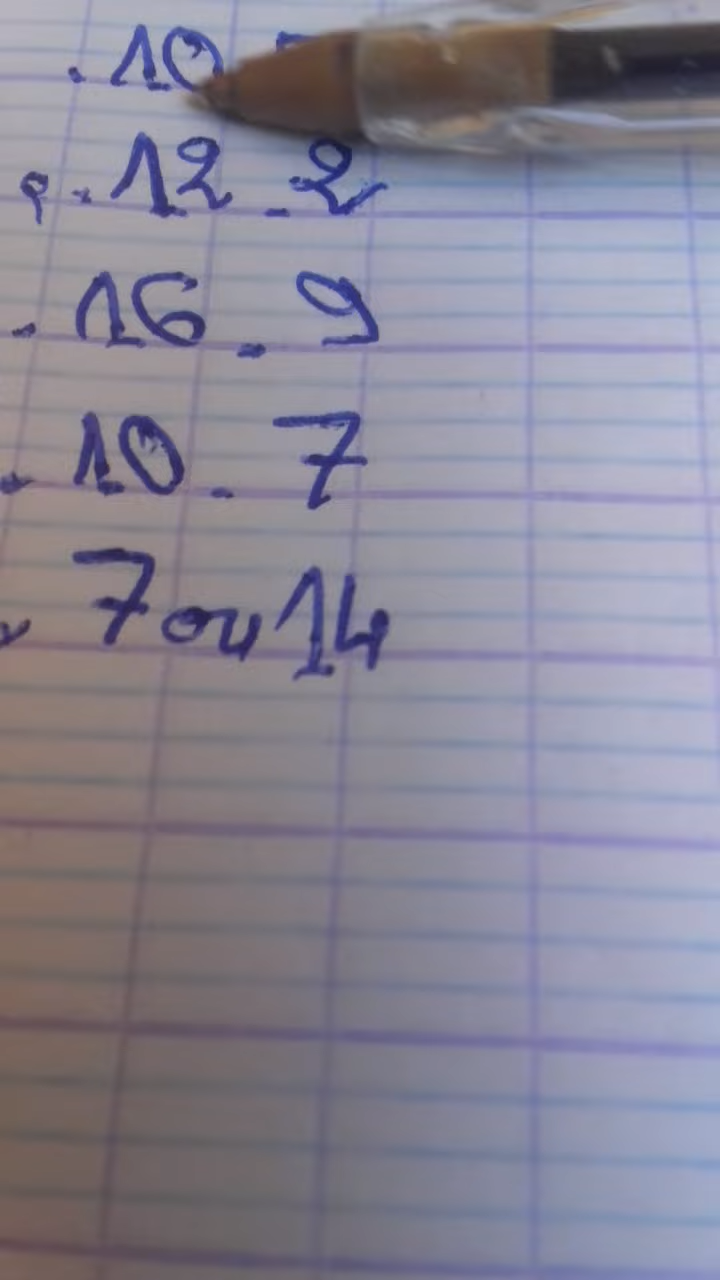 . 10
. 12 . 2
. 16 . 9
. 10 . 7
7 ou 14